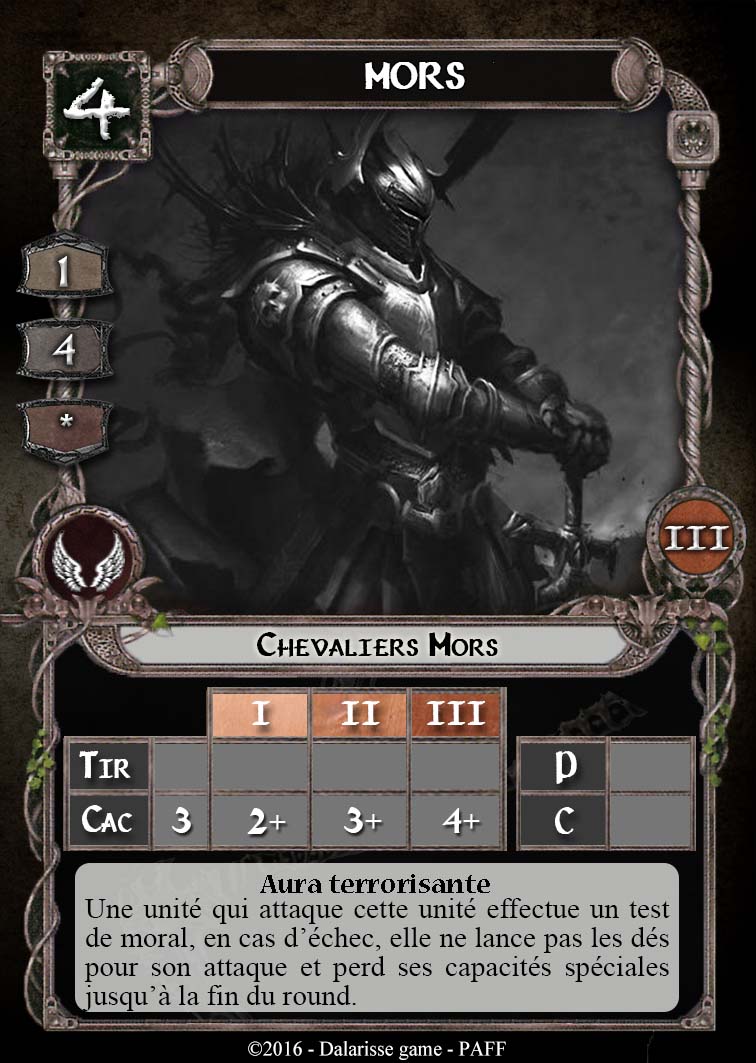 MORS
4
1
4
*
III
Chevaliers Mors
I II III
Tir
Cac 3 2+ 3+ 4+
P
C
Aura terrorisante
Une unité qui attaque cette unité effectue un test
de moral, en cas d'échec, elle ne lance pas les dés
pour son attaque et perd ses capacités spéciales
jusqu'à la fin du round.
©2016 - Dalarisse game - PAFF